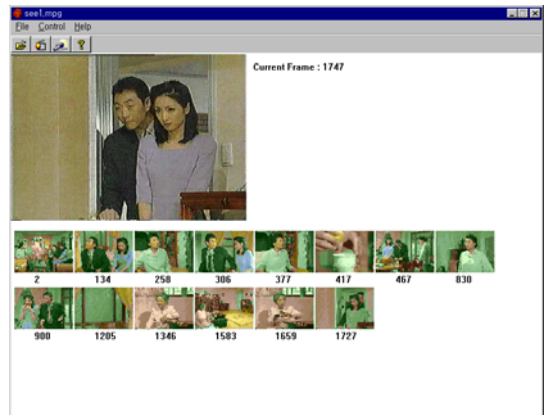 see1.mpg
File Control Help
Current Frame : 1747
2 134 258 306 377 417 467 830
900 1205 1346 1583 1659 1727